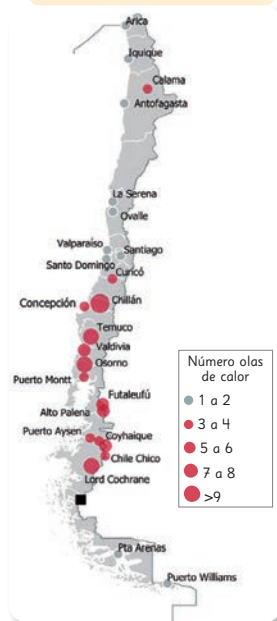 Arica
Iquique
Calama
Antofagasta
La Serena
Ovalle
Valparaíso
Santiago
Santo Domingo
Curicó
Concepción
Chillán
Temuco
Valdivia
Osorno
Puerto Montt
Futaleufú
Alto Palena
Puerto Aysen
Coyhaique
Chile Chico
Lord Cochrane
Pta Arenas
Puerto Williams
Número olas
de calor
1 a 2
3 a 4
5 a 6
7 a 8
>9